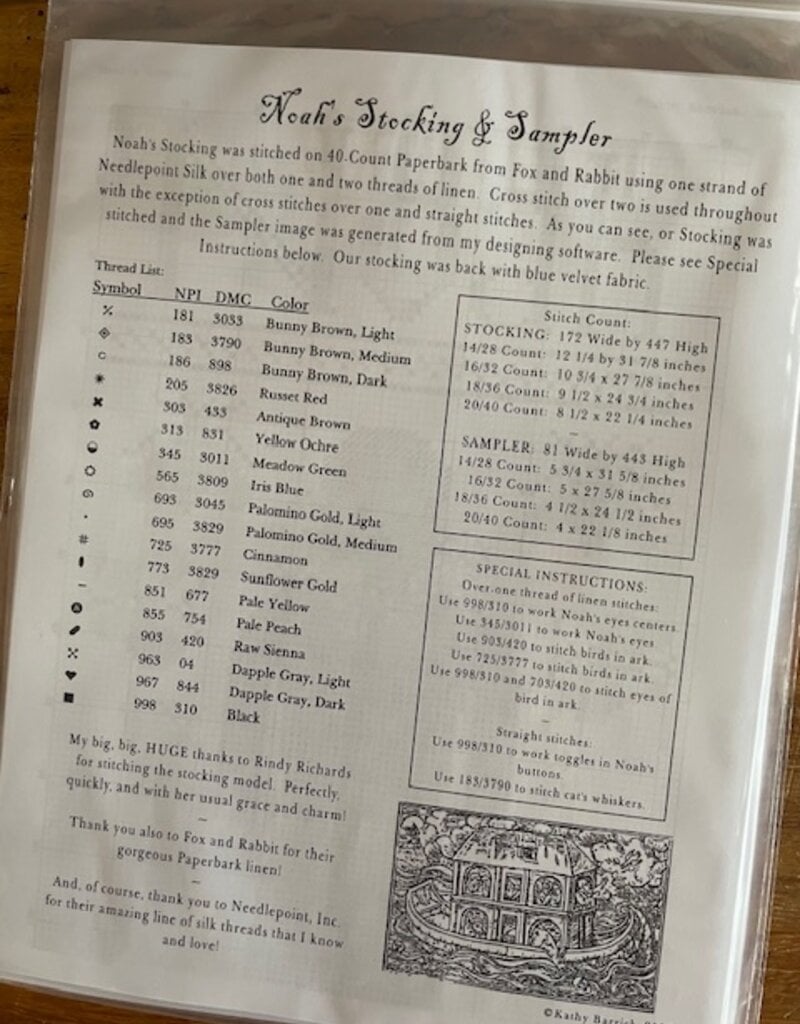 Noah's Stocking & Sampler
Noah's Stocking was stitched on 40-Count Paperbark from Fox and Rabbit using one strand of
Needlepoint Silk over both one and two threads of linen. Cross stitch over two is used throughout
with the exception of cross stitches over one and straight stitches. As you can see, or Stocking was
stitched and the Sampler image was generated from my designing software. Please see Special
Instructions below. Our stocking was back with blue velvet fabric.
Thread List:
Symbol NPI DMC Color
181 3033 Bunny Brown, Light
183 3790 Bunny Brown, Medium
186 898 Bunny Brown, Dark
205 3826 Russet Red
303 433 Antique Brown
313 831 Yellow Ochre
345 3011 Meadow Green
565 3809 Iris Blue
693 3045 Palomino Gold, Light
695 3829 Palomino Gold, Medium
725 3777 Cinnamon
773 3829 Sunflower Gold
851 677 Pale Yellow
855 754 Pale Peach
903 420 Raw Sienna
963 04 Dapple Gray, Light
967 844 Dapple Gray, Dark
998 310 Black
My big, big, HUGE thanks to Rindy Richards
for stitching the stocking model. Perfectly,
quickly, and with her usual grace and charm!
~
Thank you also to Fox and Rabbit for their
gorgeous Paperbark linen!
~
And, of course, thank you to Needlepoint, Inc.
for their amazing line of silk threads that I know
and love!
Stitch Count:
STOCKING: 172 Wide by 447 High
14/28 Count: 12 1/4 by 31 7/8 inches
16/32 Count: 10 3/4 x 27 7/8 inches
18/36 Count: 9 1/2 x 24 3/4 inches
20/40 Count: 8 1/2 x 22 1/4 inches
~
SAMPLER: 81 Wide by 443 High
14/28 Count: 5 3/4 x 31 5/8 inches
16/32 Count: 5 x 27 5/8 inches
18/36 Count: 4 1/2 x 24 1/2 inches
20/40 Count: 4 x 22 1/8 inches
SPECIAL INSTRUCTIONS:
Over-one thread of linen stitches:
Use 998/310 to work Noah's eyes centers.
Use 345/3011 to work Noah's eyes
Use 903/420 to stitch birds in ark.
Use 725/3777 to stitch birds in ark.
Use 998/310 and 703/420 to stitch eyes of
bird in ark.
~
Straight stitches:
Use 998/310 to work toggles in Noah's
buttons.
Use 183/3790 to stitch cat's whiskers.
©Kathy Barrick